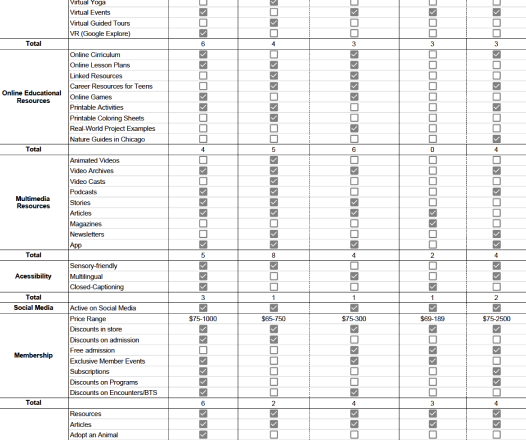 Virtual Yoga
Virtual Events
Virtual Guided Tours
VR (Google Explore)
Total 6 4 3 3 3
Online Educational Resources
Online Cirriculum
Online Lesson Plans
Linked Resources
Career Resources for Teens
Online Games
Printable Activities
Printable Coloring Sheets
Real-World Project Examples
Nature Guides in Chicago
Total 4 5 6 0 4
Multimedia Resources
Animated Videos
Video Archives
Video Casts
Podcasts
Stories
Articles
Magazines
Newsletters
App
Total 5 8 4 2 4
Acessibility
Sensory-friendly
Multilingual
Closed-Captioning
Total 3 1 1 1 2
Social Media Active on Social Media
Membership
Price Range $75-1000 $65-750 $75-300 $69-189 $75-2500
Discounts in store
Discounts on admission
Free admission
Exclusive Member Events
Subscriptions
Discounts on Programs
Discounts on Encounters/BTS
Total 6 2 4 3 4
Resources
Articles
Adopt an Animal